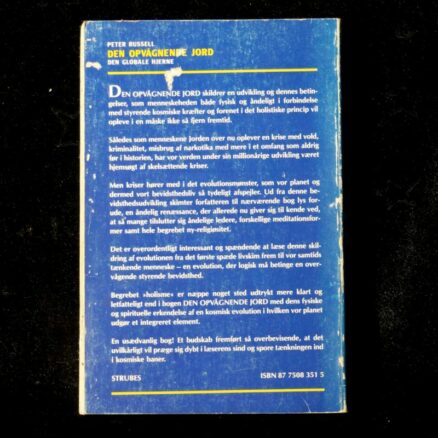 PETER RUSSELL
DEN OPVÅGNENDE JORD
DEN GLOBALE HJERNE
DEN OPVÅGNENDE JORD skildrer en udvikling og dennes betin-
gelser, som menneskeheden både fysisk og åndeligt i forbindelse
med styrende kosmiske kræfter og forenet i det holistiske princip vil
opleve i en måske ikke så fjern fremtid.
Således som menneskene Jorden over nu oplever en krise med vold,
kriminalitet, misbrug af narkotika med mere i et omfang som aldrig
før i historien, har vor verden under sin millionårige udvikling været
hjemsøgt af skelsættende kriser.
Men kriser hører med i det evolutionsmønster, som vor planet og
dermed vort bevidsthedsliv så tydeligt afspejler. Ud fra denne be-
vidsthedsudvikling skimter forfatteren til nærværende bog lys for-
ude, en åndelig renæssance, der allerede nu giver sig til kende ved,
at så mange tilslutter sig åndelige ledere, forskellige meditationsfor-
mer samt hele begrebet ny-religiøsitet.
Det er overordentligt interessant og spændende at læse denne skil-
dring af evolutionen fra det første spæde livskim frem til vor samtids
tænkende menneske – en evolution, der logisk må betinge en over-
vågende styrende bevidsthed.
Begrebet »holisme« er næppe noget sted udtrykt mere klart og
letfatteligt end i bogen DEN OPVÅGNENDE JORD med dens fysiske
og spirituelle erkendelse af en kosmisk evolution i hvilken vor planet
udgør et integreret element.
En usædvanlig bog! Et budskab fremført så overbevisende, at det
uvilkårligt vil præge sig dybt i læserens sind og spore tænkningen ind
i kosmiske baner.
STRUBES
ISBN 87 7508 351 5